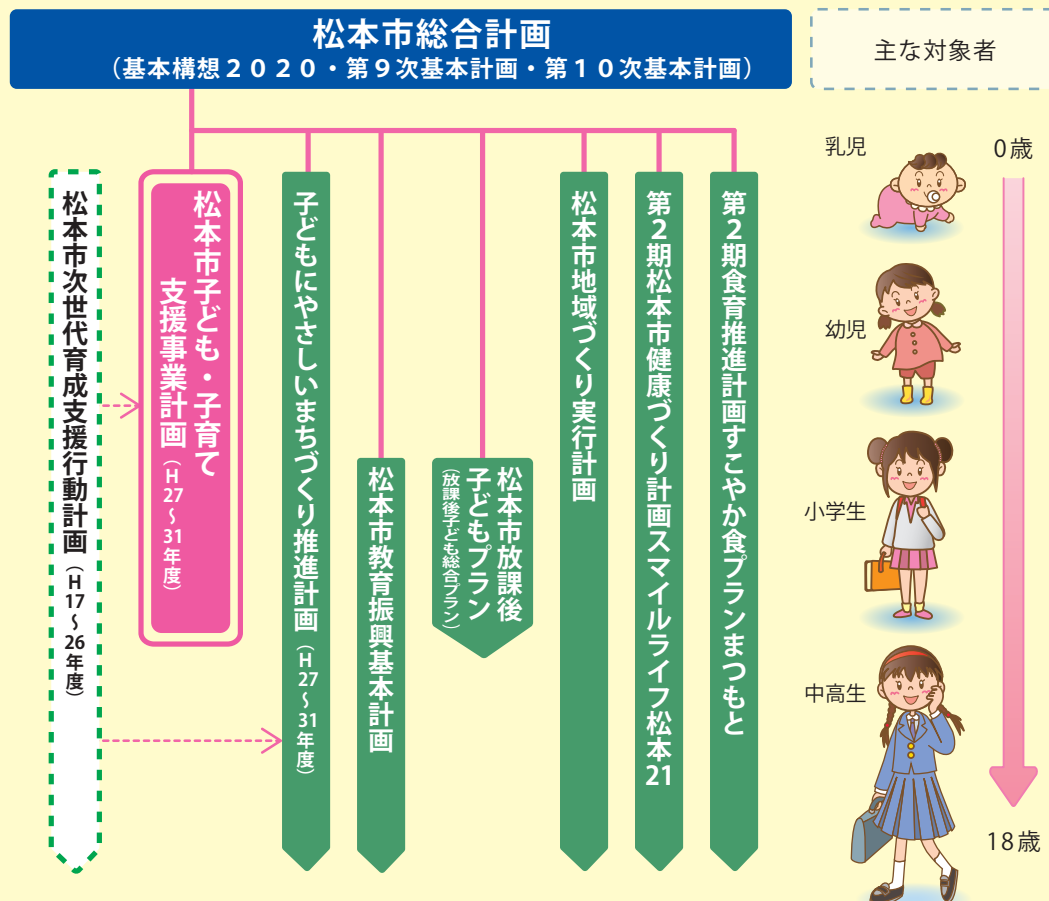 松本市総合計画
（基本構想２０２０・第９次基本計画・第１０次基本計画）
主な対象者
松本市次世代育成支援行動計画（H17～26年度）
松本市子ども・子育て
支援事業計画（H27～31年度）
子どもにやさしいまちづくり推進計画（H27～31年度）
松本市教育振興基本計画
松本市放課後
子どもプラン
（放課後子ども総合プラン）
松本市地域づくり実行計画
第２期松本市健康づくり計画スマイルライフ松本21
第２期食育推進計画すこやか食プランまつもと
乳児
0歳
幼児
小学生
中高生
18歳